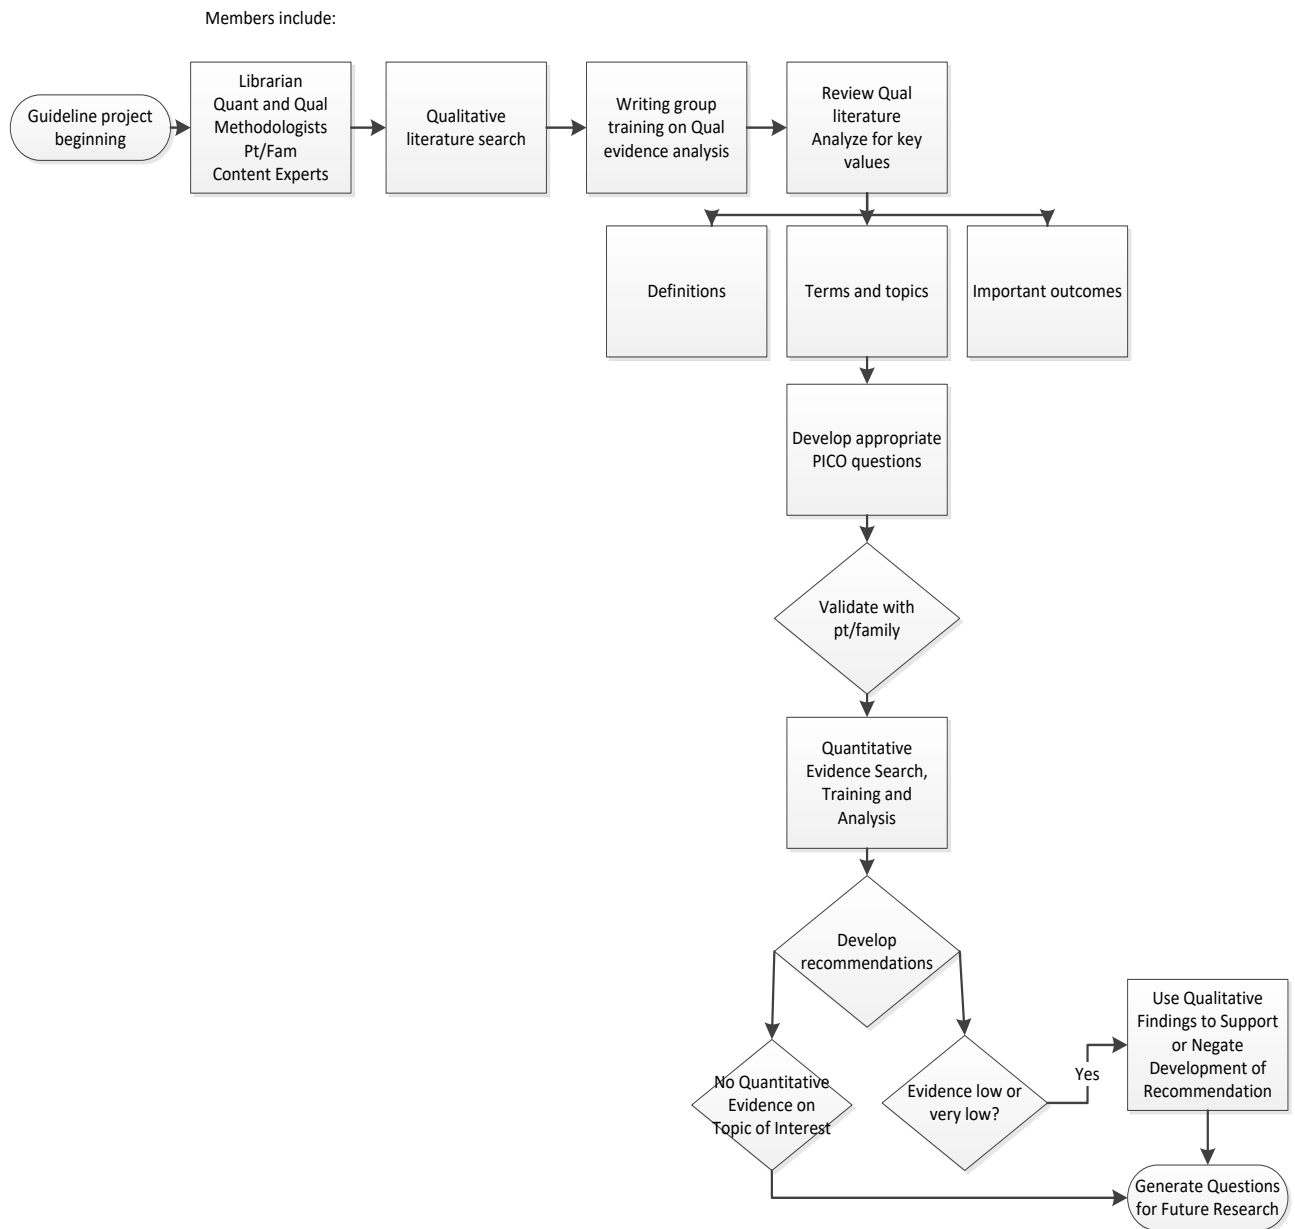 Members include:
Guideline project
beginning
Librarian
Quant and Qual
Methodologists
Pt/Fam
Content Experts
Qualitative
literature search
Writing group
training on Qual
evidence analysis
Review Qual
literature
Analyze for key
values
Definitions
Terms and topics
Important outcomes
Develop appropriate
PICO questions
Validate with
pt/family
Quantitative
Evidence Search,
Training and
Analysis
Develop
recommendations
No Quantitative
Evidence on
Topic of Interest
Evidence low or
very low?
Yes
Use Qualitative
Findings to Support
or Negate
Development of
Recommendation
Generate Questions
for Future Research